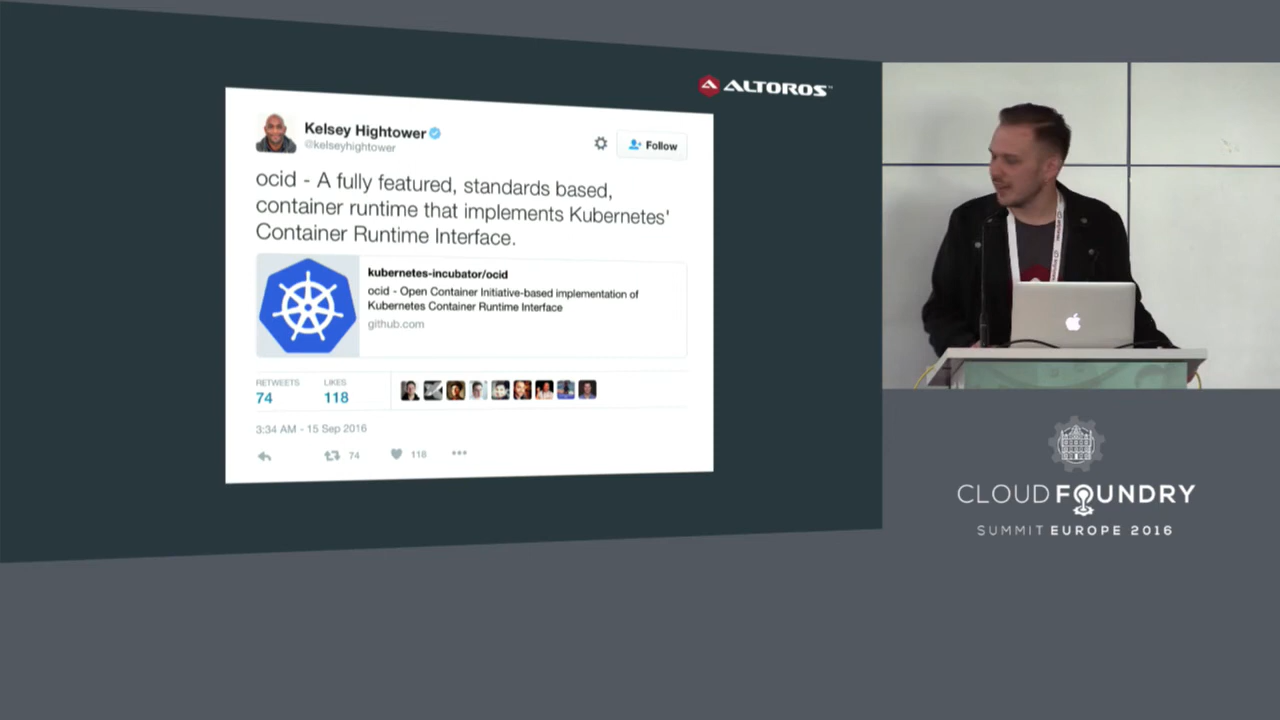 ALTOROS
Kelsey Hightower
@kelseyhightower
Follow
ocid - A fully featured, standards based,
container runtime that implements Kubernetes'
Container Runtime Interface.
kubernetes-incubator/ocid
ocid - Open Container Initiative-based implementation of
Kubernetes Container Runtime Interface
github.com
RETWEETS LIKES
74 118
3:34 AM - 15 Sep 2016
74 118
CLOUD FOUNDRY
SUMMIT EUROPE 2016